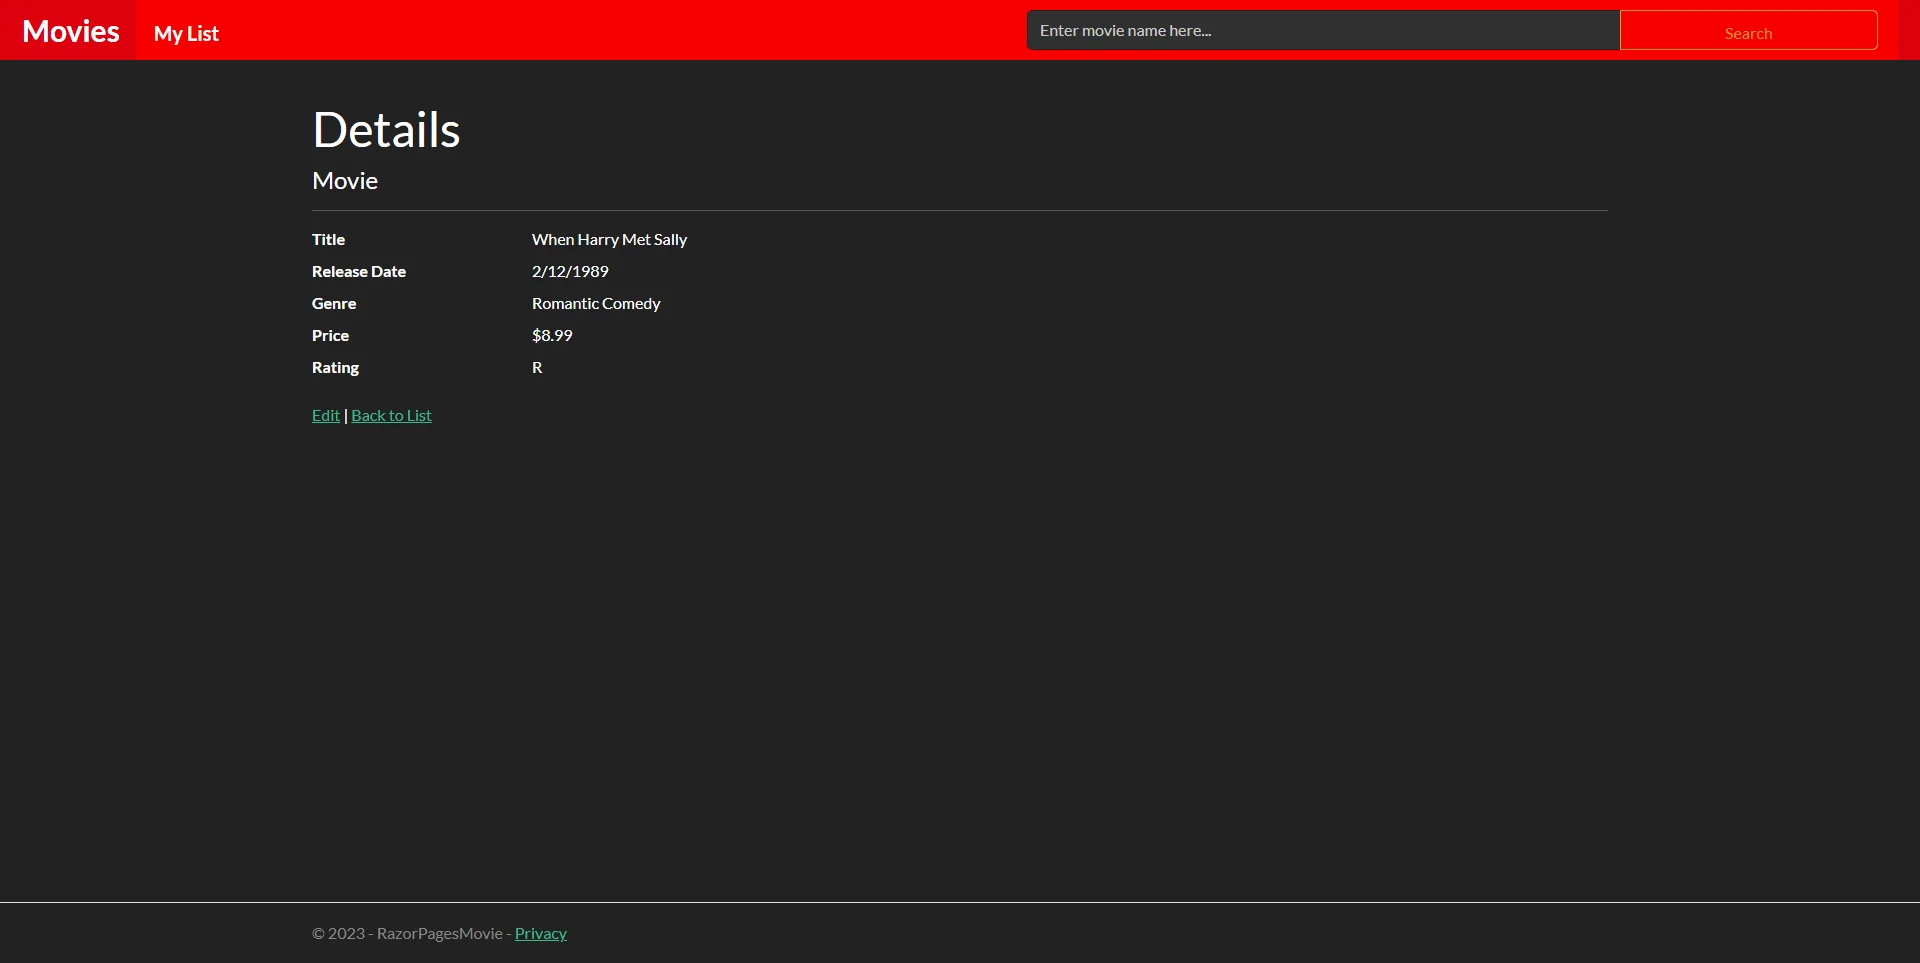 Movies My List Enter movie name here... Search
Details
Movie
Title When Harry Met Sally
Release Date 2/12/1989
Genre Romantic Comedy
Price $8.99
Rating R
Edit | Back to List
© 2023 - RazorPagesMovie - Privacy